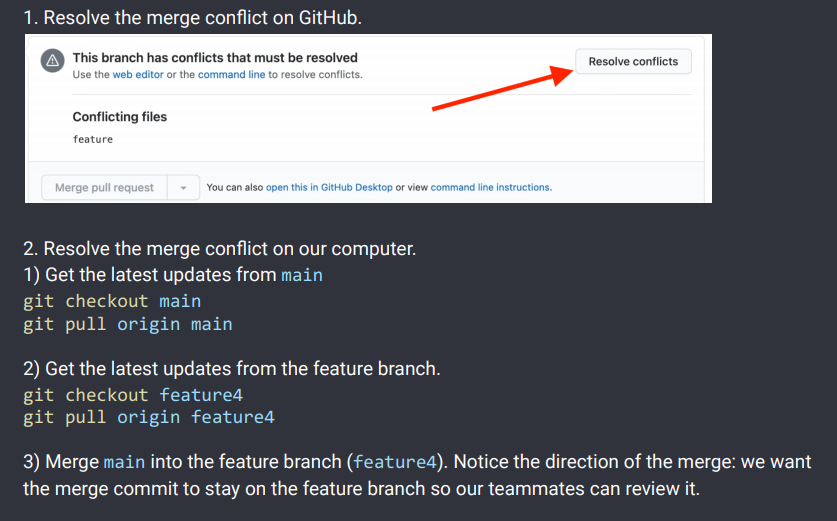 1. Resolve the merge conflict on GitHub.
This branch has conflicts that must be resolved
Use the web editor or the command line to resolve conflicts.
Resolve conflicts
Conflicting files
feature
Merge pull request
You can also open this in GitHub Desktop or view command line instructions.
2. Resolve the merge conflict on our computer.
1) Get the latest updates from main
git checkout main
git pull origin main
2) Get the latest updates from the feature branch.
git checkout feature4
git pull origin feature4
3) Merge main into the feature branch (feature4). Notice the direction of the merge: we want
the merge commit to stay on the feature branch so our teammates can review it.